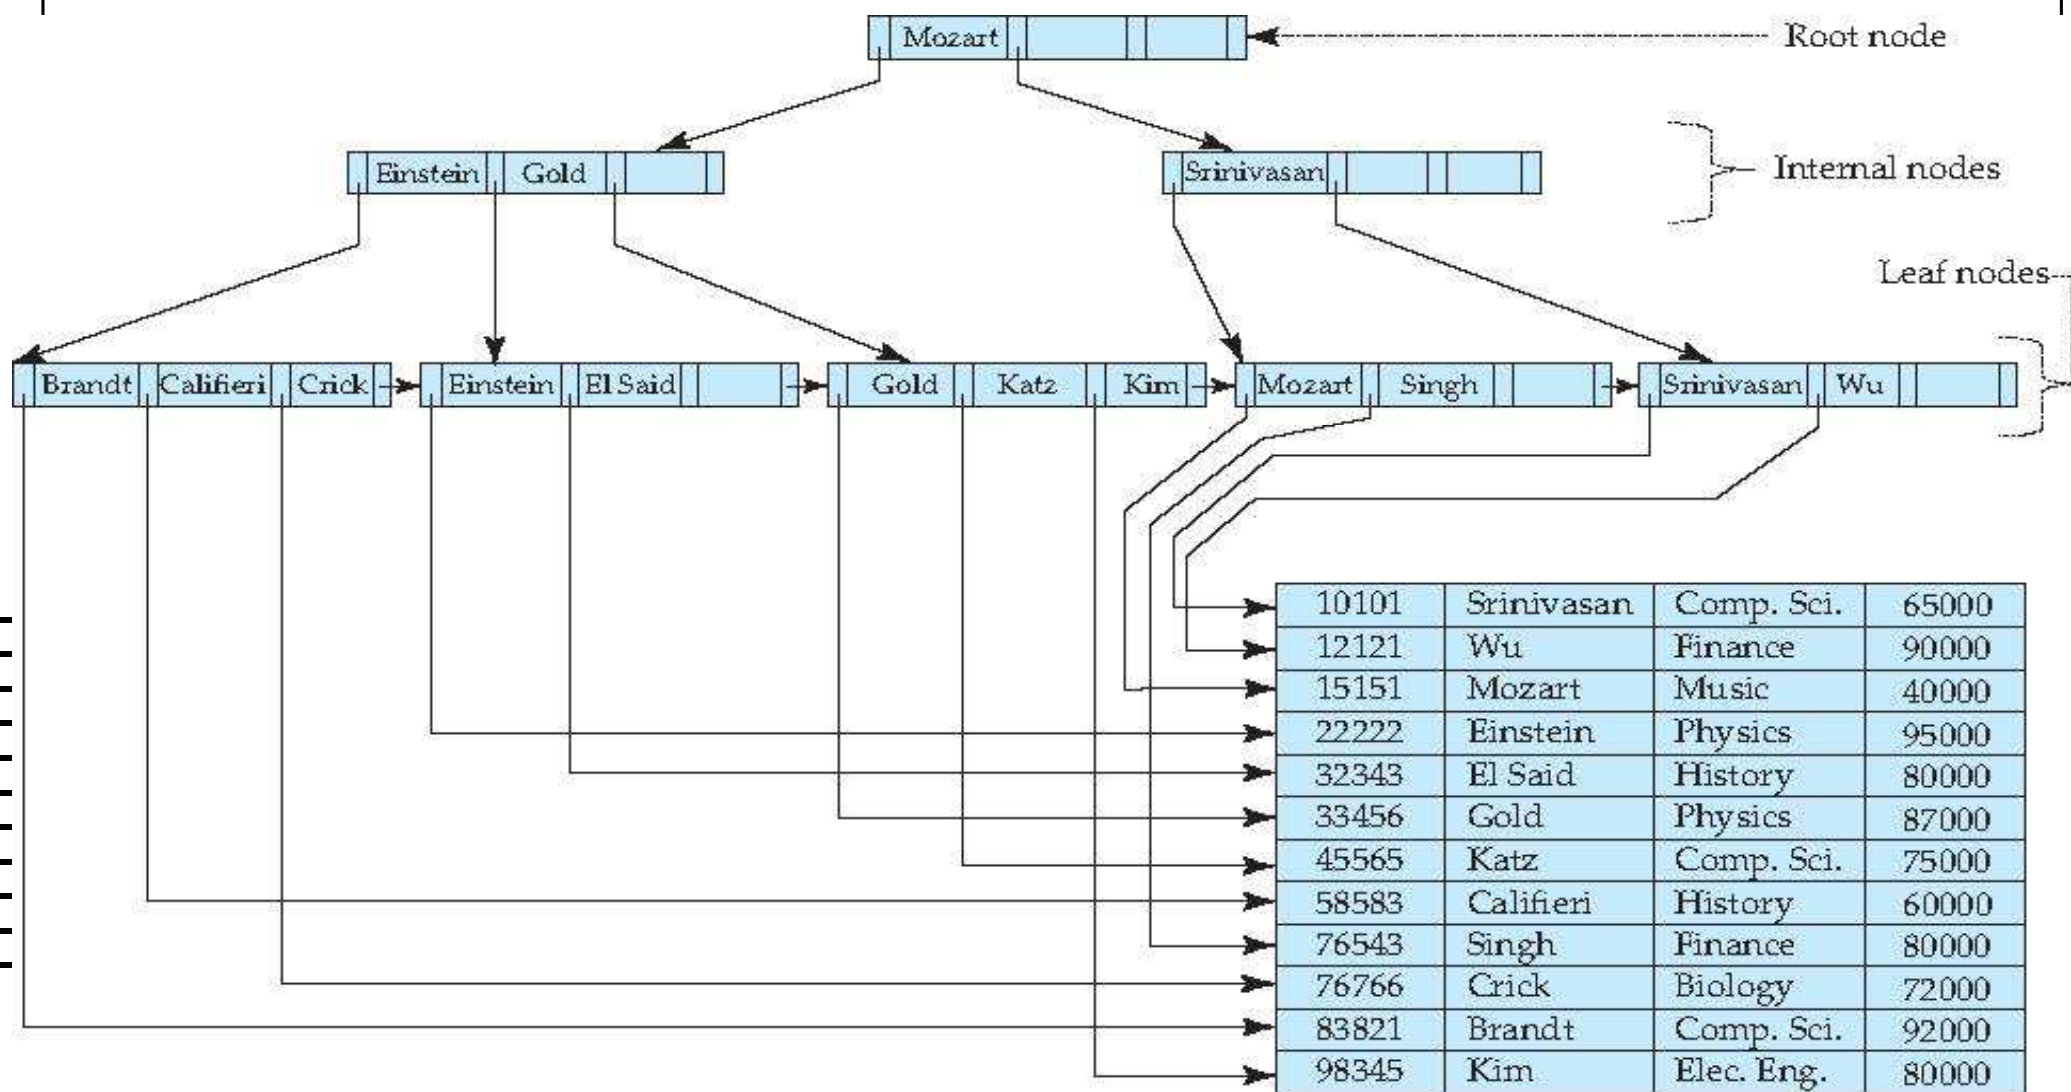 Mozart Root node
Einstein Gold Srinivasan Internal nodes
Leaf nodes
Brandt Califieri Crick Einstein El Said Gold Katz Kim Mozart Singh Srinivasan Wu
10101 Srinivasan Comp. Sci. 65000
12121 Wu Finance 90000
15151 Mozart Music 40000
22222 Einstein Physics 95000
32343 El Said History 80000
33456 Gold Physics 87000
45565 Katz Comp. Sci. 75000
58583 Califieri History 60000
76543 Singh Finance 80000
76766 Crick Biology 72000
83821 Brandt Comp. Sci. 92000
98345 Kim Elec. Eng. 80000